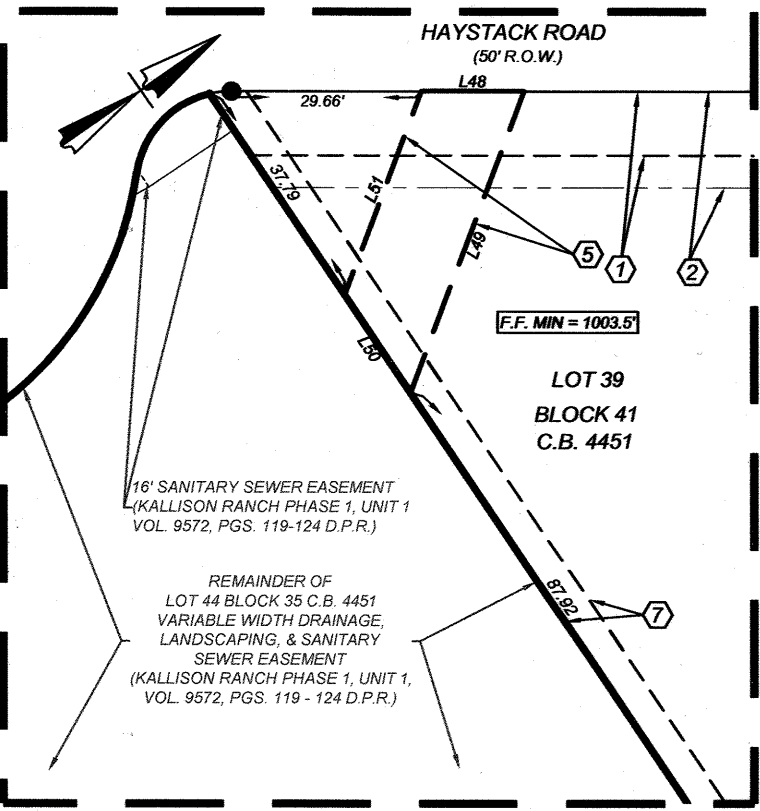 HAYSTACK ROAD
(50' R.O.W.)
L48
29.66'
37.79
L51
L49
5
1
2
F.F. MIN = 1003.5'
L50
LOT 39
BLOCK 41
C.B. 4451
16' SANITARY SEWER EASEMENT
(KALLISON RANCH PHASE 1, UNIT 1
VOL. 9572, PGS. 119-124 D.P.R.)
REMAINDER OF
LOT 44 BLOCK 35 C.B. 4451
VARIABLE WIDTH DRAINAGE,
LANDSCAPING, & SANITARY
SEWER EASEMENT
(KALLISON RANCH PHASE 1, UNIT 1,
VOL. 9572, PGS. 119 - 124 D.P.R.)
87.92
7